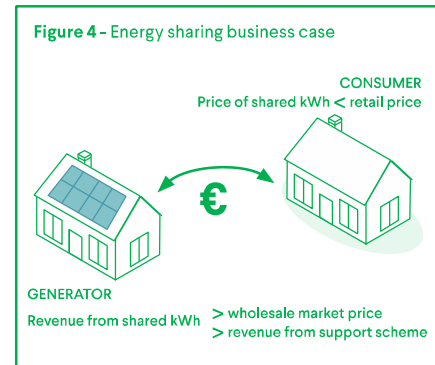 Figure 4 - Energy sharing business case
CONSUMER
Price of shared kWh < retail price
€
GENERATOR
Revenue from shared kWh > wholesale market price
> revenue from support scheme